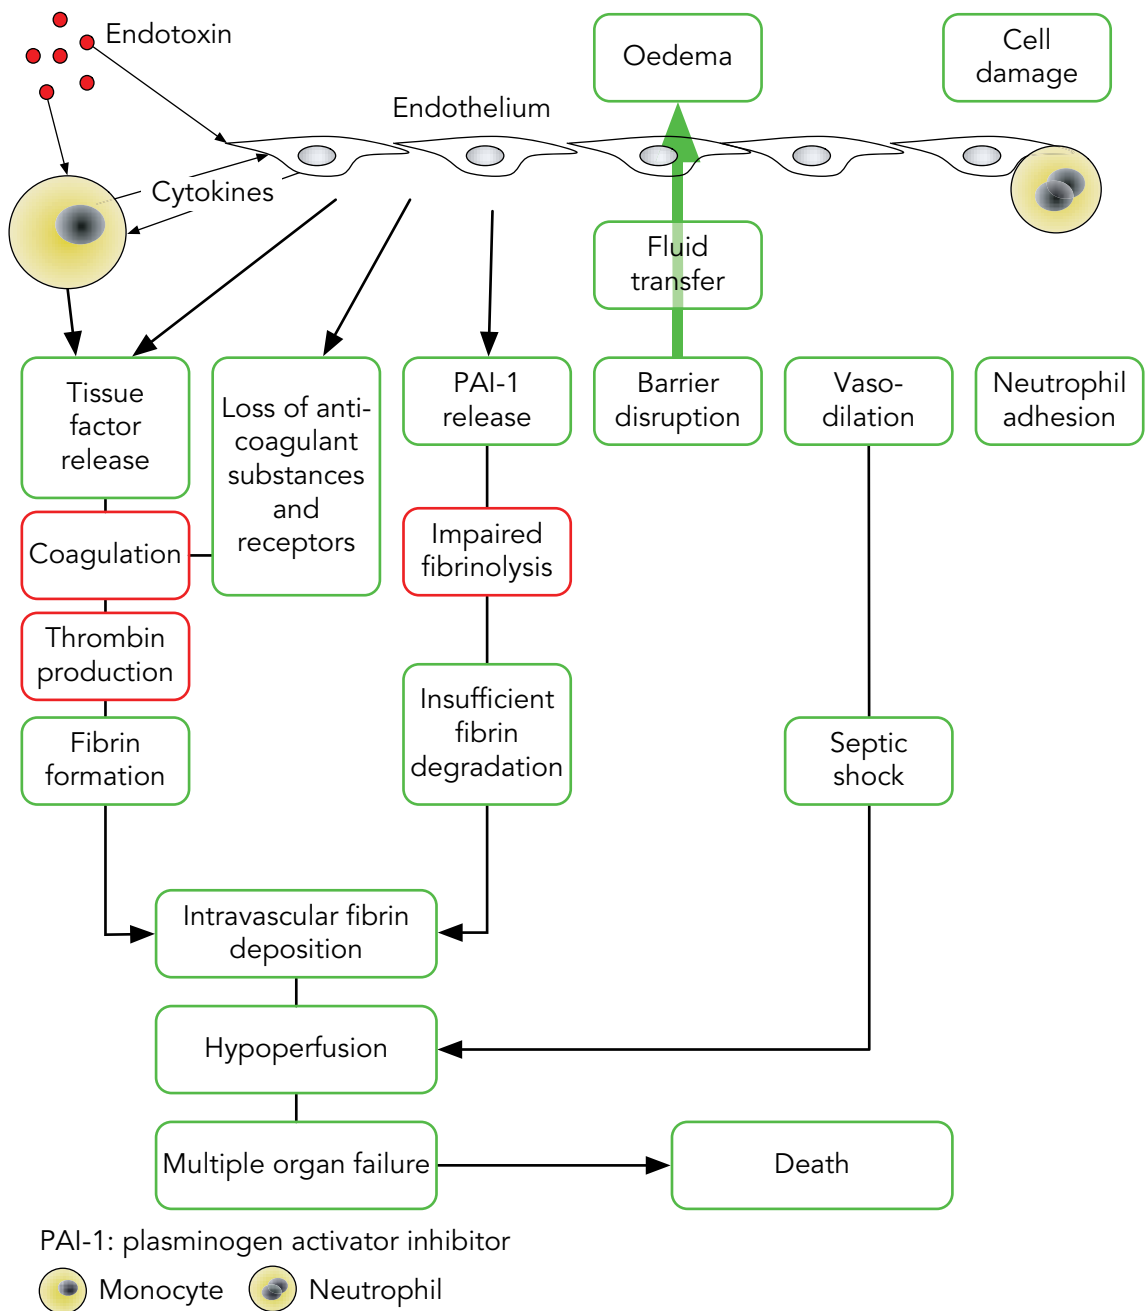 Endotoxin
Oedema
Cell
damage
Endothelium
Cytokines
Fluid
transfer
Tissue
factor
release
Loss of anti-
coagulant
substances
and
receptors
PAI-1
release
Barrier
disruption
Vaso-
dilation
Neutrophil
adhesion
Coagulation
Impaired
fibrinolysis
Thrombin
production
Insufficient
fibrin
degradation
Fibrin
formation
Septic
shock
Intravascular fibrin
deposition
Hypoperfusion
Multiple organ failure
Death
PAI-1: plasminogen activator inhibitor
Monocyte
Neutrophil